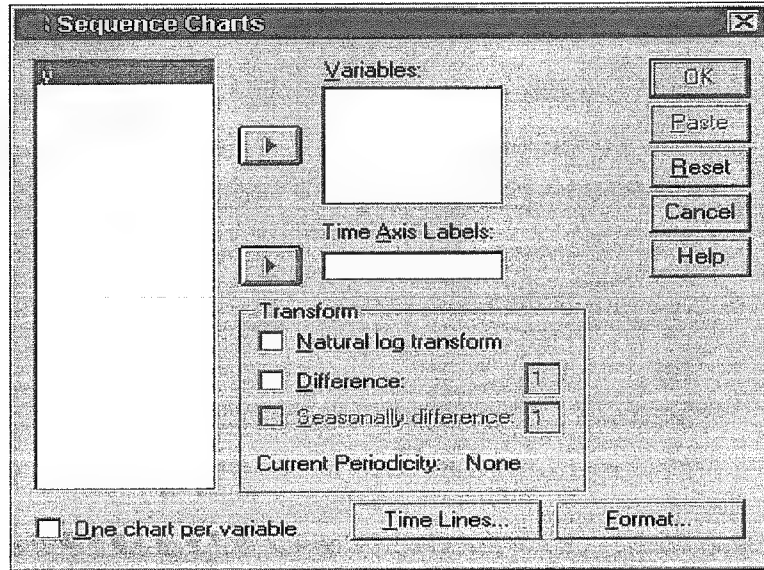 Sequence Charts
y
Variables:
OK
Paste
Reset
Cancel
Help
Time Axis Labels:
Transform
Natural log transform
Difference: 1
Seasonally difference: 1
Current Periodicity: None
One chart per variable
Time Lines...
Format...